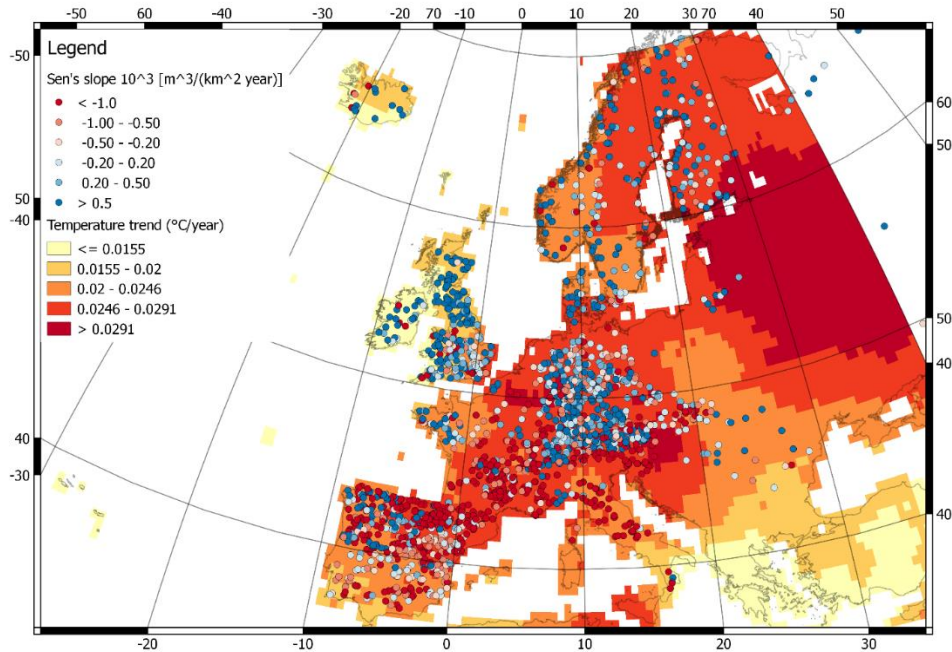 -50 -40 -30 -20 70 -10 0 10 20 30 70 40 50
Legend
Sen's slope 10^3 [m^3/(km^2 year)]
< -1.0
-1.00 - -0.50
-0.50 - -0.20
-0.20 - 0.20
0.20 - 0.50
> 0.5
Temperature trend (°C/year)
<= 0.0155
0.0155 - 0.02
0.02 - 0.0246
0.0246 - 0.0291
> 0.0291
-50
50
-40
40
-30
60
50
50
40
40
-20 -10 0 10 20 30